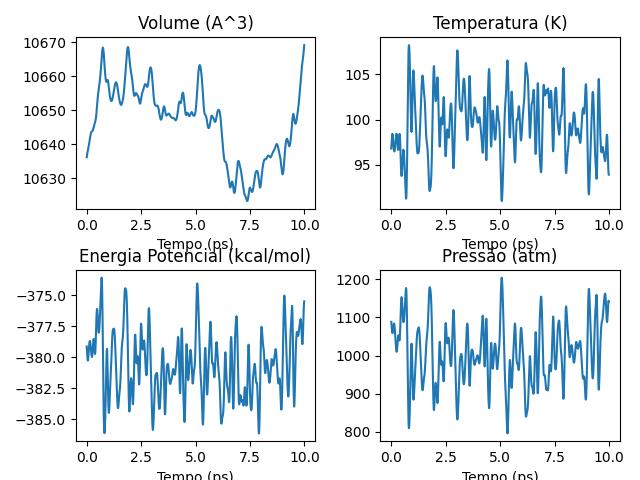 Volume (A^3)
10670
10660
10650
10640
10630
0.0 2.5 5.0 7.5 10.0
Tempo (ps)
Temperatura (K)
105
100
95
0.0 2.5 5.0 7.5 10.0
Tempo (ps)
Energia Potencial (kcal/mol)
−375.0
−377.5
−380.0
−382.5
−385.0
0.0 2.5 5.0 7.5 10.0
Tempo (ps)
Pressão (atm)
1200
1100
1000
900
800
0.0 2.5 5.0 7.5 10.0
Tempo (ps)